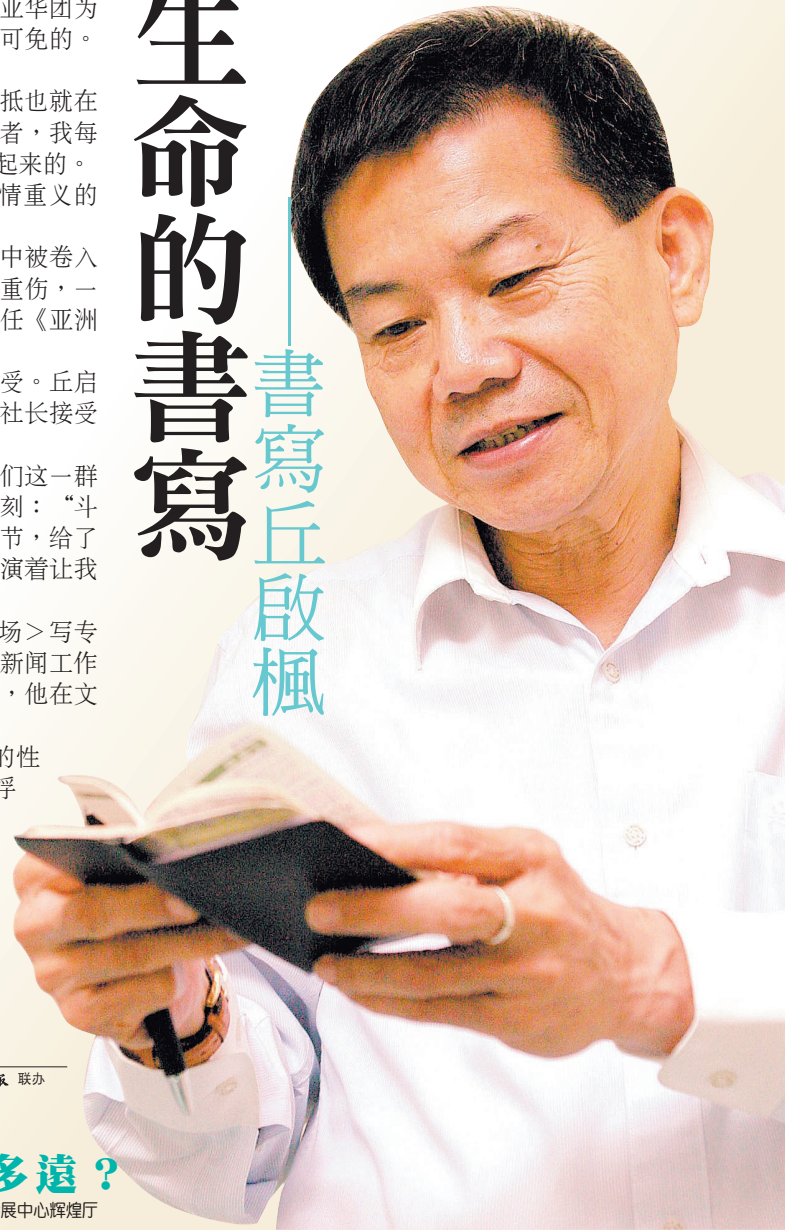 生命的書寫
——書寫丘啟楓
亚华团为
可免的。
抵也就在
者，我每
起来的。
情重义的
中被卷入
重伤，一
任《亚洲
受。丘启
社长接受
们这一群
刻：“斗
节，给了
演着让我
场＞写专
新闻工作
，他在文
的性
浮
联办
多遠？
展中心辉煌厅